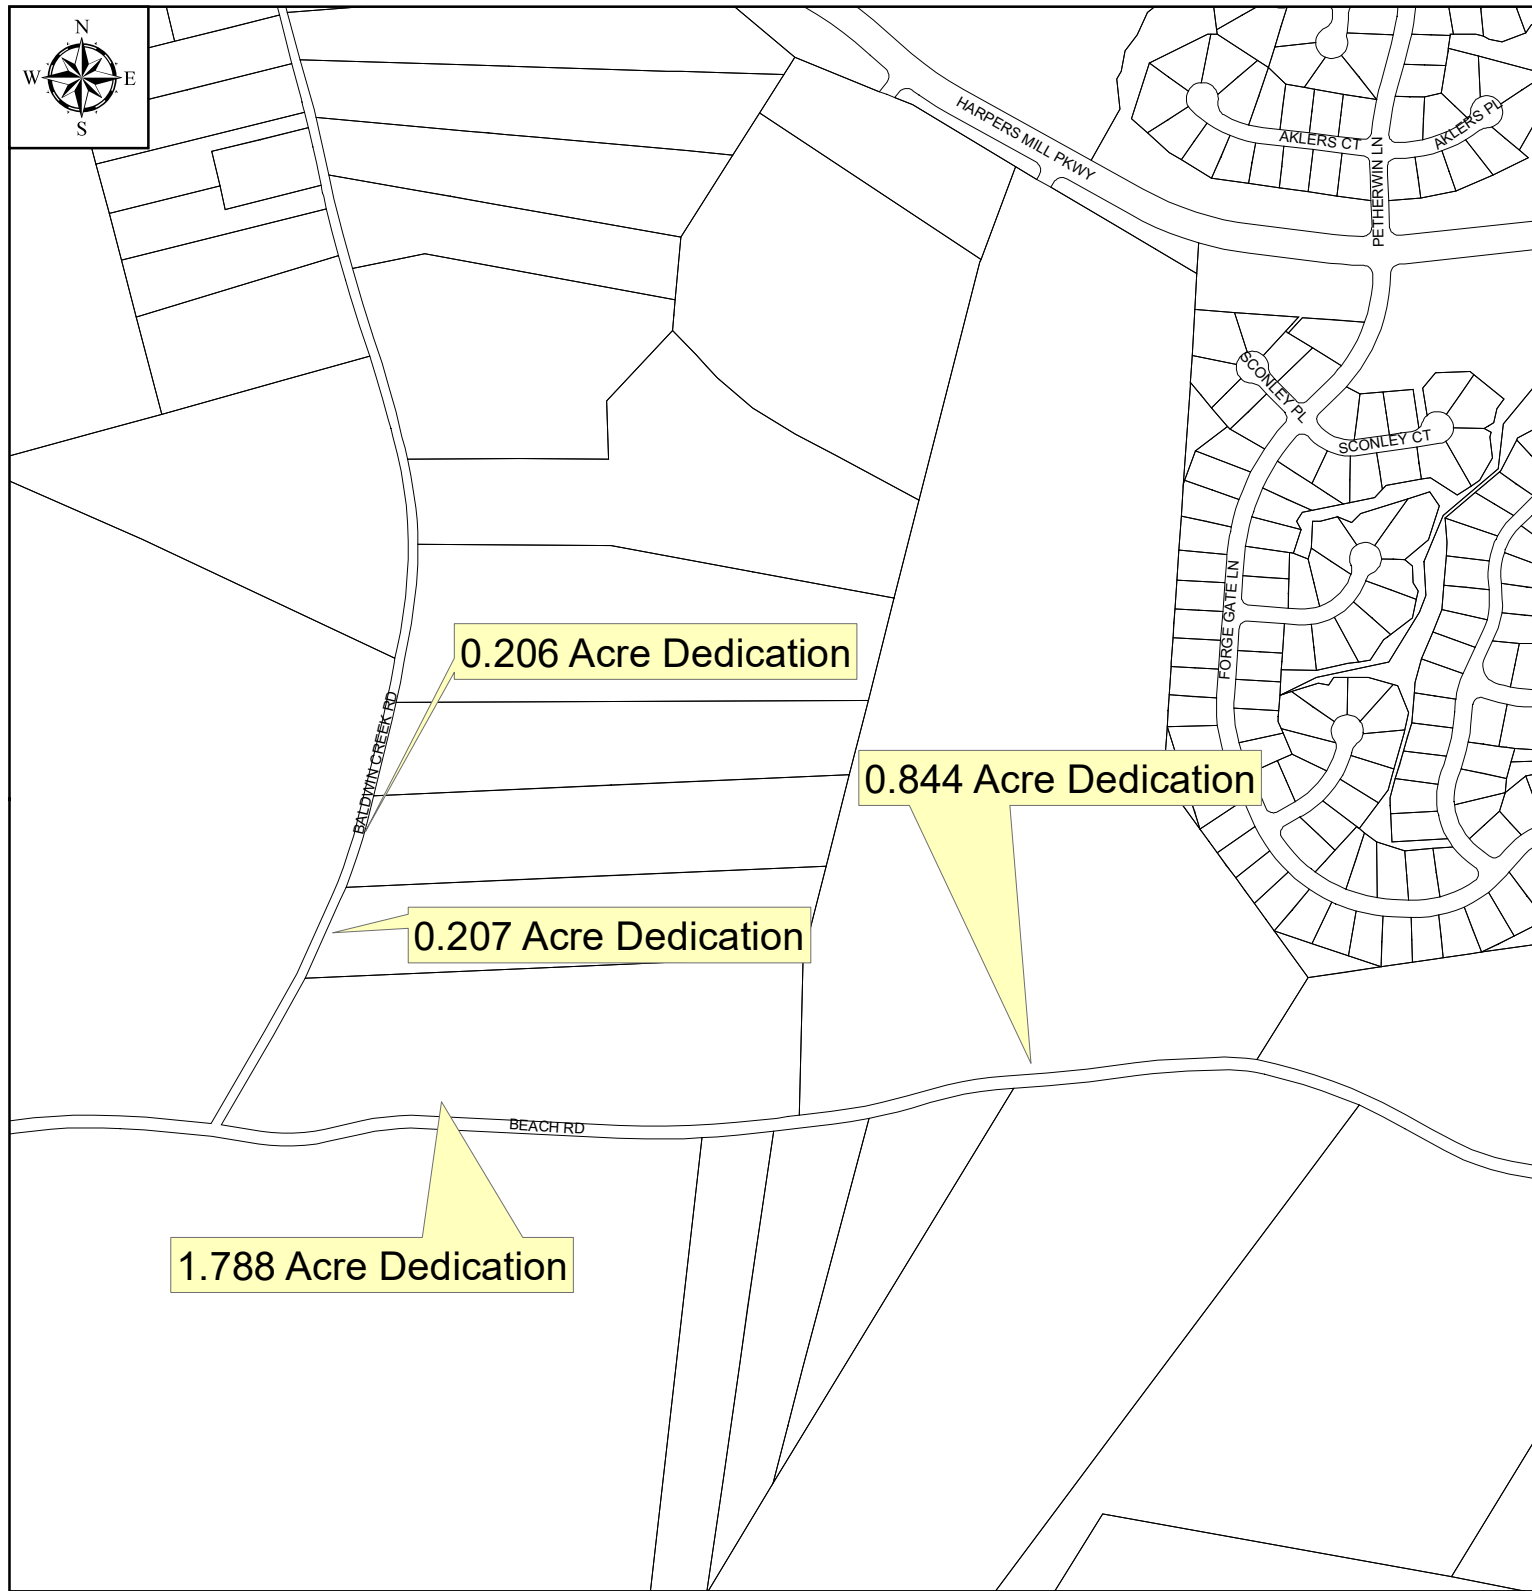 N
W E
S
HARPERS MILL PKWY
AKLERS CT
AKLERS PL
PETHERWIN LN
SCONLEY PL
SCONLEY CT
FORGE GATE LN
0.206 Acre Dedication
BALDWIN CREEK RD
0.844 Acre Dedication
0.207 Acre Dedication
BEACH RD
1.788 Acre Dedication